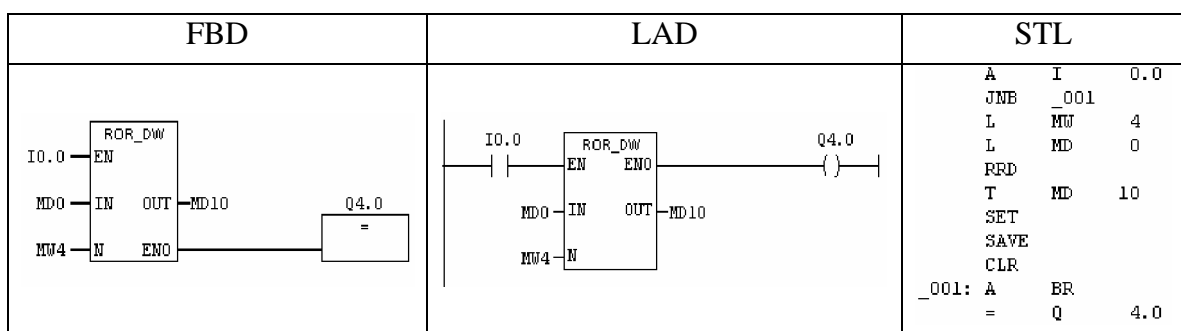 FBD LAD STL
ROR_DW
I0.0 EN
MD0 IN OUT MD10
Q4.0
=
MW4 N ENO
I0.0 ROR_DW Q4.0
EN ENO
MD0 IN OUT MD10
MW4 N
A I 0.0
JNB _001
L MW 4
L MD 0
RRD
T MD 10
SET
SAVE
CLR
_001: A BR
= Q 4.0